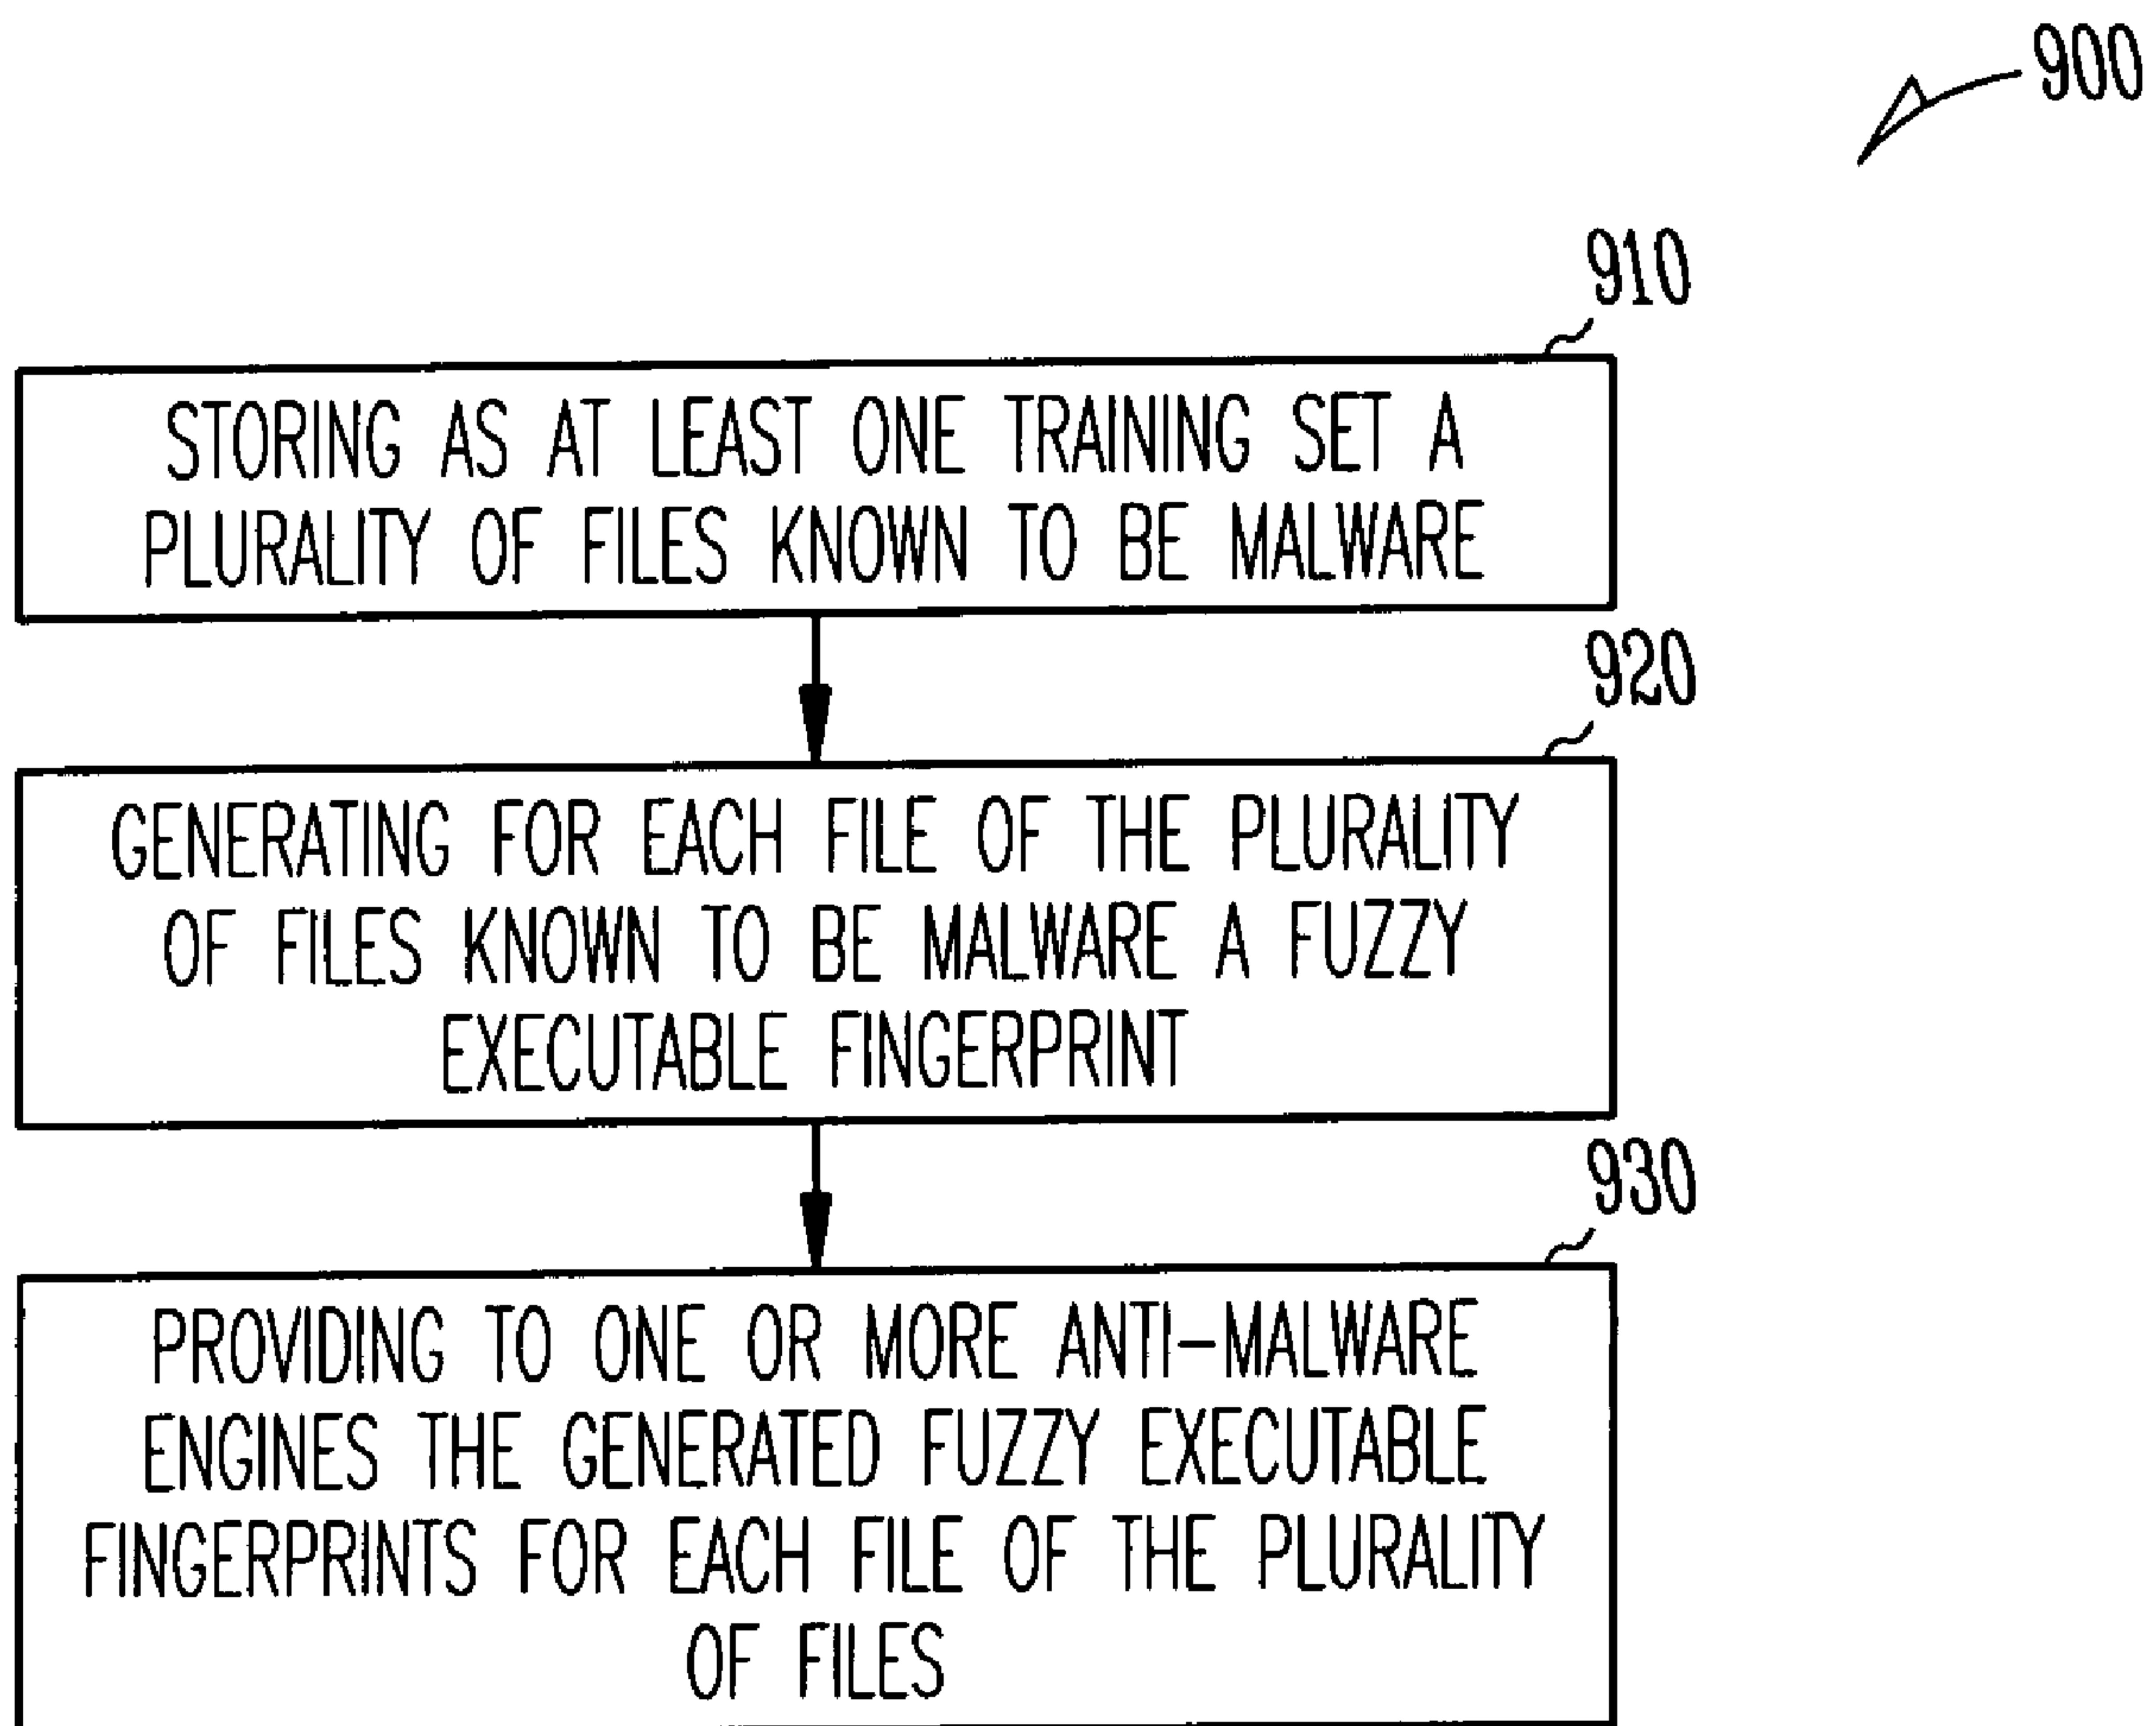 900
910
STORING AS AT LEAST ONE TRAINING SET A
PLURALITY OF FILES KNOWN TO BE MALWARE
920
GENERATING FOR EACH FILE OF THE PLURALITY
OF FILES KNOWN TO BE MALWARE A FUZZY
EXECUTABLE FINGERPRINT
930
PROVIDING TO ONE OR MORE ANTI-MALWARE
ENGINES THE GENERATED FUZZY EXECUTABLE
FINGERPRINTS FOR EACH FILE OF THE PLURALITY
OF FILES